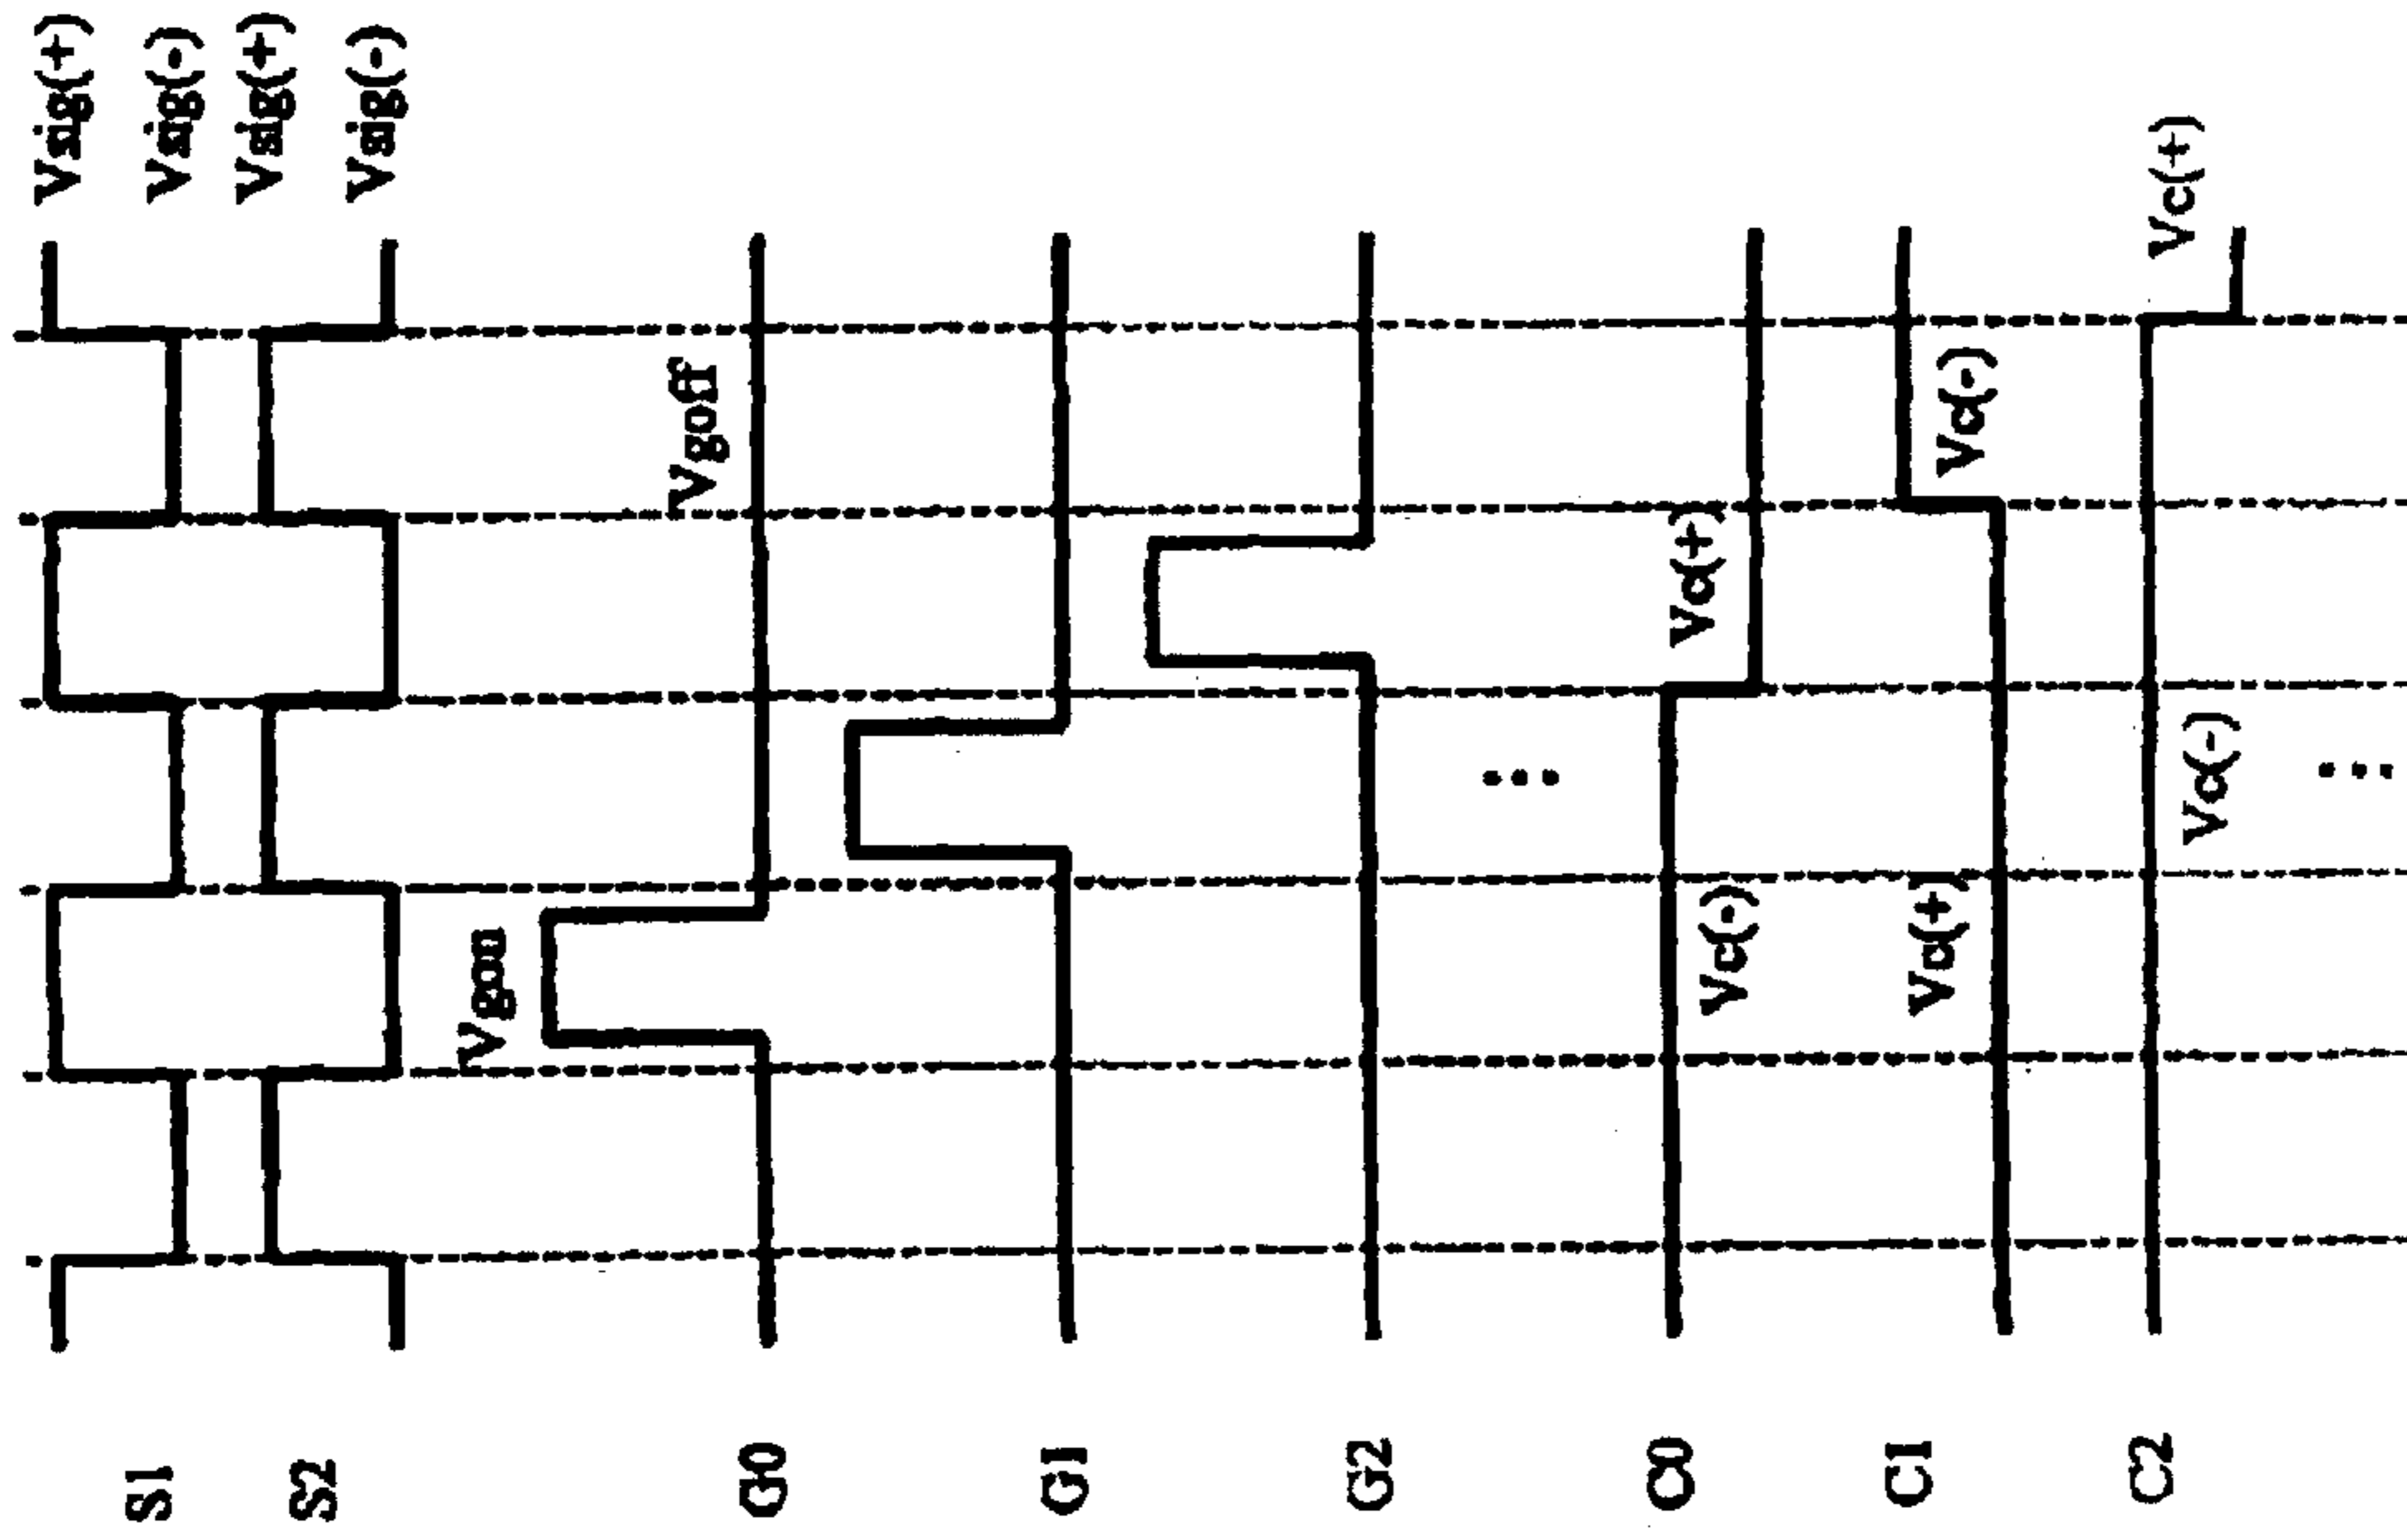 S1
Vsig(+)
Vsig(-)
S2
Vsig(+)
Vsig(-)
G0
Vgon
Vgoff
G1
G2
C0
Vc(-)
Vc(+)
C1
Vc(+)
Vc(-)
C2
Vc(-)
Vc(+)